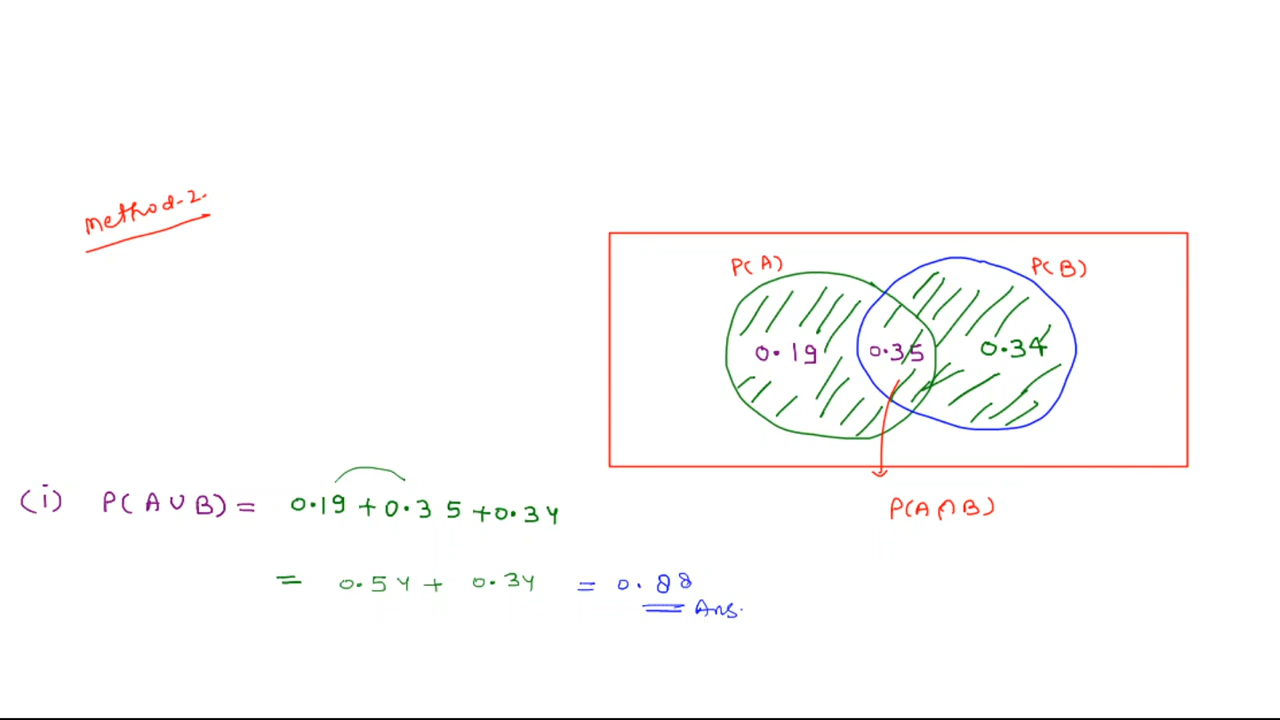 Method-2.
P(A) P(B)
0.19 0.35 0.34
P(A∩B)
(i) P(A∪B) = 0.19+0.35+0.34
= 0.54+ 0.34 = 0.88
Ans.